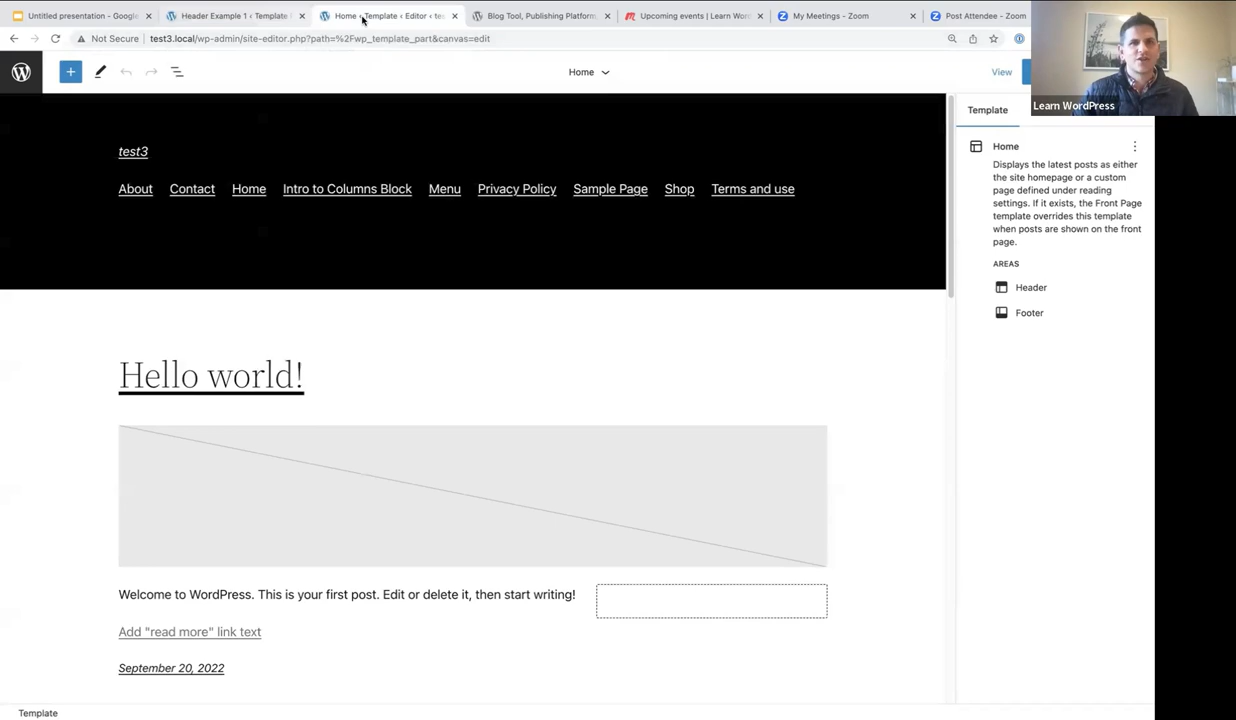 Untitled presentation - Google
Header Example 1 ‹ Template
Home ‹ Template ‹ Editor ‹ tes
Blog Tool, Publishing Platform,
Upcoming events | Learn Wor
My Meetings - Zoom
Post Attendee - Zoom
Not Secure
test3.local/wp-admin/site-editor.php?path=%2Fwp_template_part&canvas=edit
Home
View
Learn WordPress
Template
test3
About Contact Home Intro to Columns Block Menu Privacy Policy Sample Page Shop Terms and use
Home
Displays the latest posts as either
the site homepage or a custom
page defined under reading
settings. If it exists, the Front Page
template overrides this template
when posts are shown on the front
page.
AREAS
Header
Footer
Hello world!
Welcome to WordPress. This is your first post. Edit or delete it, then start writing!
Add "read more" link text
September 20, 2022
Template